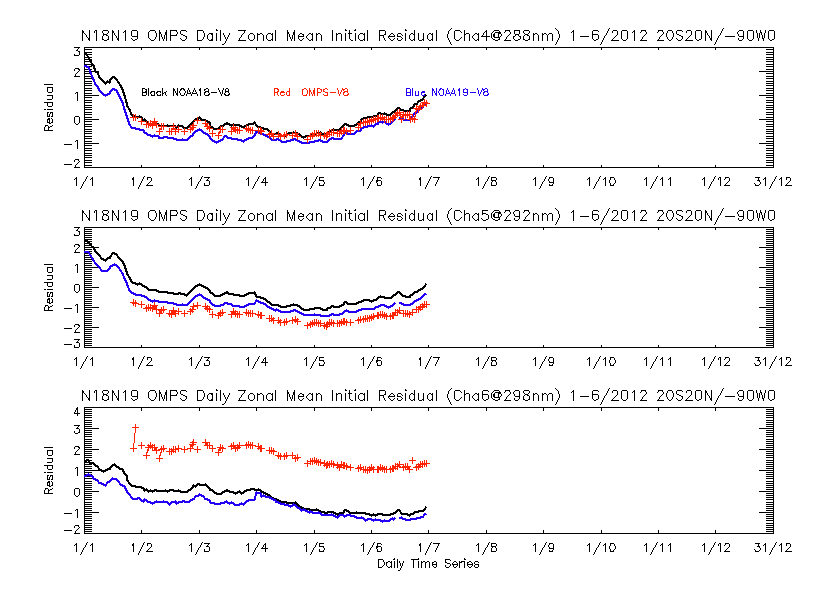 N18N19 OMPS Daily Zonal Mean Initial Residual (Cha4@288nm) 1-6/2012 20S20N/-90W0
3
2
1
0
-1
-2
Residual
Black NOAA18-V8 Red OMPS-V8 Blue NOAA19-V8
1/1 1/2 1/3 1/4 1/5 1/6 1/7 1/8 1/9 1/10 1/11 1/12 31/12
N18N19 OMPS Daily Zonal Mean Initial Residual (Cha5@292nm) 1-6/2012 20S20N/-90W0
3
2
1
0
-1
-2
-3
Residual
1/1 1/2 1/3 1/4 1/5 1/6 1/7 1/8 1/9 1/10 1/11 1/12 31/12
N18N19 OMPS Daily Zonal Mean Initial Residual (Cha6@298nm) 1-6/2012 20S20N/-90W0
4
3
2
1
0
-1
-2
Residual
1/1 1/2 1/3 1/4 1/5 1/6 1/7 1/8 1/9 1/10 1/11 1/12 31/12
Daily Time Series